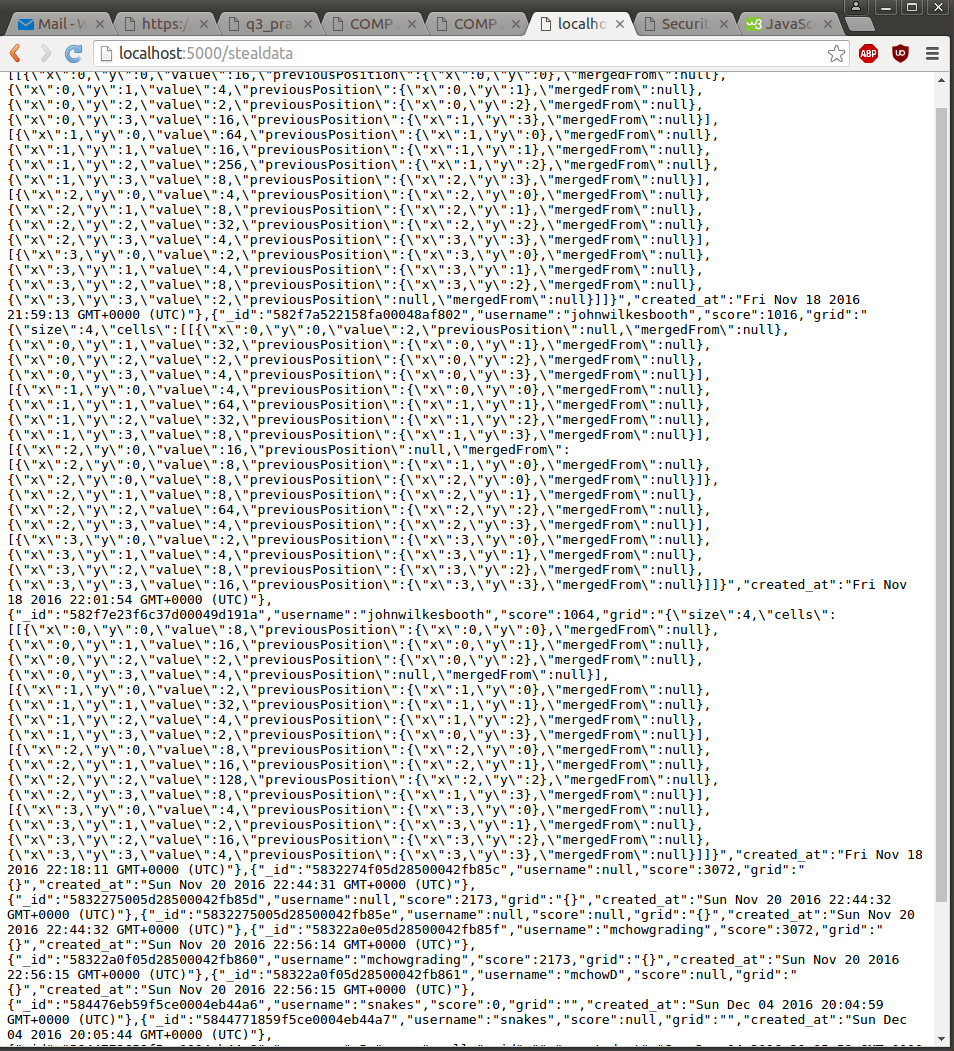 Mail - W
https:/
q3_pra
COMP
COMP
localho
Securit
JavaSc
localhost:5000/stealdata
ABP
[[{\"x\":0,\"y\":0,\"value\":16,\"previousPosition\":{\"x\":0,\"y\":0},\"mergedFrom\":null},
{\"x\":0,\"y\":1,\"value\":4,\"previousPosition\":{\"x\":0,\"y\":1},\"mergedFrom\":null},
{\"x\":0,\"y\":2,\"value\":2,\"previousPosition\":{\"x\":0,\"y\":2},\"mergedFrom\":null},
{\"x\":0,\"y\":3,\"value\":16,\"previousPosition\":{\"x\":1,\"y\":3},\"mergedFrom\":null}],
[{\"x\":1,\"y\":0,\"value\":64,\"previousPosition\":{\"x\":1,\"y\":0},\"mergedFrom\":null},
{\"x\":1,\"y\":1,\"value\":16,\"previousPosition\":{\"x\":1,\"y\":1},\"mergedFrom\":null},
{\"x\":1,\"y\":2,\"value\":256,\"previousPosition\":{\"x\":1,\"y\":2},\"mergedFrom\":null},
{\"x\":1,\"y\":3,\"value\":8,\"previousPosition\":{\"x\":2,\"y\":3},\"mergedFrom\":null}],
[{\"x\":2,\"y\":0,\"value\":4,\"previousPosition\":{\"x\":2,\"y\":0},\"mergedFrom\":null},
{\"x\":2,\"y\":1,\"value\":8,\"previousPosition\":{\"x\":2,\"y\":1},\"mergedFrom\":null},
{\"x\":2,\"y\":2,\"value\":32,\"previousPosition\":{\"x\":2,\"y\":2},\"mergedFrom\":null},
{\"x\":2,\"y\":3,\"value\":4,\"previousPosition\":{\"x\":3,\"y\":3},\"mergedFrom\":null}],
[{\"x\":3,\"y\":0,\"value\":2,\"previousPosition\":{\"x\":3,\"y\":0},\"mergedFrom\":null},
{\"x\":3,\"y\":1,\"value\":4,\"previousPosition\":{\"x\":3,\"y\":1},\"mergedFrom\":null},
{\"x\":3,\"y\":2,\"value\":8,\"previousPosition\":{\"x\":3,\"y\":2},\"mergedFrom\":null},
{\"x\":3,\"y\":3,\"value\":2,\"previousPosition\":null,\"mergedFrom\":null}]]}","created_at":"Fri Nov 18 2016
21:59:13 GMT+0000 (UTC)"},{"_id":"582f7a522158fa00048af802","username":"johnwilkesbooth","score":1016,"grid":"
{\"size\":4,\"cells\":[[{\"x\":0,\"y\":0,\"value\":2,\"previousPosition\":null,\"mergedFrom\":null},
{\"x\":0,\"y\":1,\"value\":32,\"previousPosition\":{\"x\":0,\"y\":1},\"mergedFrom\":null},
{\"x\":0,\"y\":2,\"value\":2,\"previousPosition\":{\"x\":0,\"y\":2},\"mergedFrom\":null},
{\"x\":0,\"y\":3,\"value\":4,\"previousPosition\":{\"x\":0,\"y\":3},\"mergedFrom\":null}],
[{\"x\":1,\"y\":0,\"value\":4,\"previousPosition\":{\"x\":0,\"y\":0},\"mergedFrom\":null},
{\"x\":1,\"y\":1,\"value\":64,\"previousPosition\":{\"x\":1,\"y\":1},\"mergedFrom\":null},
{\"x\":1,\"y\":2,\"value\":32,\"previousPosition\":{\"x\":1,\"y\":2},\"mergedFrom\":null},
{\"x\":1,\"y\":3,\"value\":8,\"previousPosition\":{\"x\":1,\"y\":3},\"mergedFrom\":null}],
[{\"x\":2,\"y\":0,\"value\":16,\"previousPosition\":null,\"mergedFrom\":
[{\"x\":2,\"y\":0,\"value\":8,\"previousPosition\":{\"x\":1,\"y\":0},\"mergedFrom\":null},
{\"x\":2,\"y\":0,\"value\":8,\"previousPosition\":{\"x\":2,\"y\":0},\"mergedFrom\":null}]},
{\"x\":2,\"y\":1,\"value\":8,\"previousPosition\":{\"x\":2,\"y\":1},\"mergedFrom\":null},
{\"x\":2,\"y\":2,\"value\":64,\"previousPosition\":{\"x\":2,\"y\":2},\"mergedFrom\":null},
{\"x\":2,\"y\":3,\"value\":4,\"previousPosition\":{\"x\":2,\"y\":3},\"mergedFrom\":null}],
[{\"x\":3,\"y\":0,\"value\":2,\"previousPosition\":{\"x\":3,\"y\":0},\"mergedFrom\":null},
{\"x\":3,\"y\":1,\"value\":4,\"previousPosition\":{\"x\":3,\"y\":1},\"mergedFrom\":null},
{\"x\":3,\"y\":2,\"value\":8,\"previousPosition\":{\"x\":3,\"y\":2},\"mergedFrom\":null},
{\"x\":3,\"y\":3,\"value\":16,\"previousPosition\":{\"x\":3,\"y\":3},\"mergedFrom\":null}]]}","created_at":"Fri Nov
18 2016 22:01:54 GMT+0000 (UTC)"},
{"_id":"582f7e23f6c37d00049d191a","username":"johnwilkesbooth","score":1064,"grid":"{\"size\":4,\"cells\":
[[{\"x\":0,\"y\":0,\"value\":8,\"previousPosition\":{\"x\":0,\"y\":0},\"mergedFrom\":null},
{\"x\":0,\"y\":1,\"value\":16,\"previousPosition\":{\"x\":0,\"y\":1},\"mergedFrom\":null},
{\"x\":0,\"y\":2,\"value\":2,\"previousPosition\":{\"x\":0,\"y\":2},\"mergedFrom\":null},
{\"x\":0,\"y\":3,\"value\":4,\"previousPosition\":null,\"mergedFrom\":null}],
[{\"x\":1,\"y\":0,\"value\":2,\"previousPosition\":{\"x\":1,\"y\":0},\"mergedFrom\":null},
{\"x\":1,\"y\":1,\"value\":32,\"previousPosition\":{\"x\":1,\"y\":1},\"mergedFrom\":null},
{\"x\":1,\"y\":2,\"value\":4,\"previousPosition\":{\"x\":1,\"y\":2},\"mergedFrom\":null},
{\"x\":1,\"y\":3,\"value\":2,\"previousPosition\":{\"x\":0,\"y\":3},\"mergedFrom\":null}],
[{\"x\":2,\"y\":0,\"value\":8,\"previousPosition\":{\"x\":2,\"y\":0},\"mergedFrom\":null},
{\"x\":2,\"y\":1,\"value\":16,\"previousPosition\":{\"x\":2,\"y\":1},\"mergedFrom\":null},
{\"x\":2,\"y\":2,\"value\":128,\"previousPosition\":{\"x\":2,\"y\":2},\"mergedFrom\":null},
{\"x\":2,\"y\":3,\"value\":8,\"previousPosition\":{\"x\":1,\"y\":3},\"mergedFrom\":null}],
[{\"x\":3,\"y\":0,\"value\":4,\"previousPosition\":{\"x\":3,\"y\":0},\"mergedFrom\":null},
{\"x\":3,\"y\":1,\"value\":2,\"previousPosition\":{\"x\":3,\"y\":1},\"mergedFrom\":null},
{\"x\":3,\"y\":2,\"value\":16,\"previousPosition\":{\"x\":3,\"y\":2},\"mergedFrom\":null},
{\"x\":3,\"y\":3,\"value\":4,\"previousPosition\":{\"x\":3,\"y\":3},\"mergedFrom\":null}]]}","created_at":"Fri Nov 18
2016 22:18:11 GMT+0000 (UTC)"},{"_id":"5832274f05d28500042fb85c","username":null,"score":3072,"grid":"
{}","created_at":"Sun Nov 20 2016 22:44:31 GMT+0000 (UTC)"},
{"_id":"5832275005d28500042fb85d","username":null,"score":2173,"grid":"{}","created_at":"Sun Nov 20 2016 22:44:32
GMT+0000 (UTC)"},{"_id":"5832275005d28500042fb85e","username":null,"score":null,"grid":"{}","created_at":"Sun Nov 20
2016 22:44:32 GMT+0000 (UTC)"},{"_id":"58322a0e05d28500042fb85f","username":"mchowgrading","score":3072,"grid":"
{}","created_at":"Sun Nov 20 2016 22:56:14 GMT+0000 (UTC)"},
{"_id":"58322a0f05d28500042fb860","username":"mchowgrading","score":2173,"grid":"{}","created_at":"Sun Nov 20 2016
22:56:15 GMT+0000 (UTC)"},{"_id":"58322a0f05d28500042fb861","username":"mchowD","score":null,"grid":"
{}","created_at":"Sun Nov 20 2016 22:56:15 GMT+0000 (UTC)"},
{"_id":"584476eb59f5ce0004eb44a6","username":"snakes","score":0,"grid":"","created_at":"Sun Dec 04 2016 20:04:59
GMT+0000 (UTC)"},{"_id":"5844771859f5ce0004eb44a7","username":"snakes","score":null,"grid":"","created_at":"Sun Dec
04 2016 20:05:44 GMT+0000 (UTC)"},